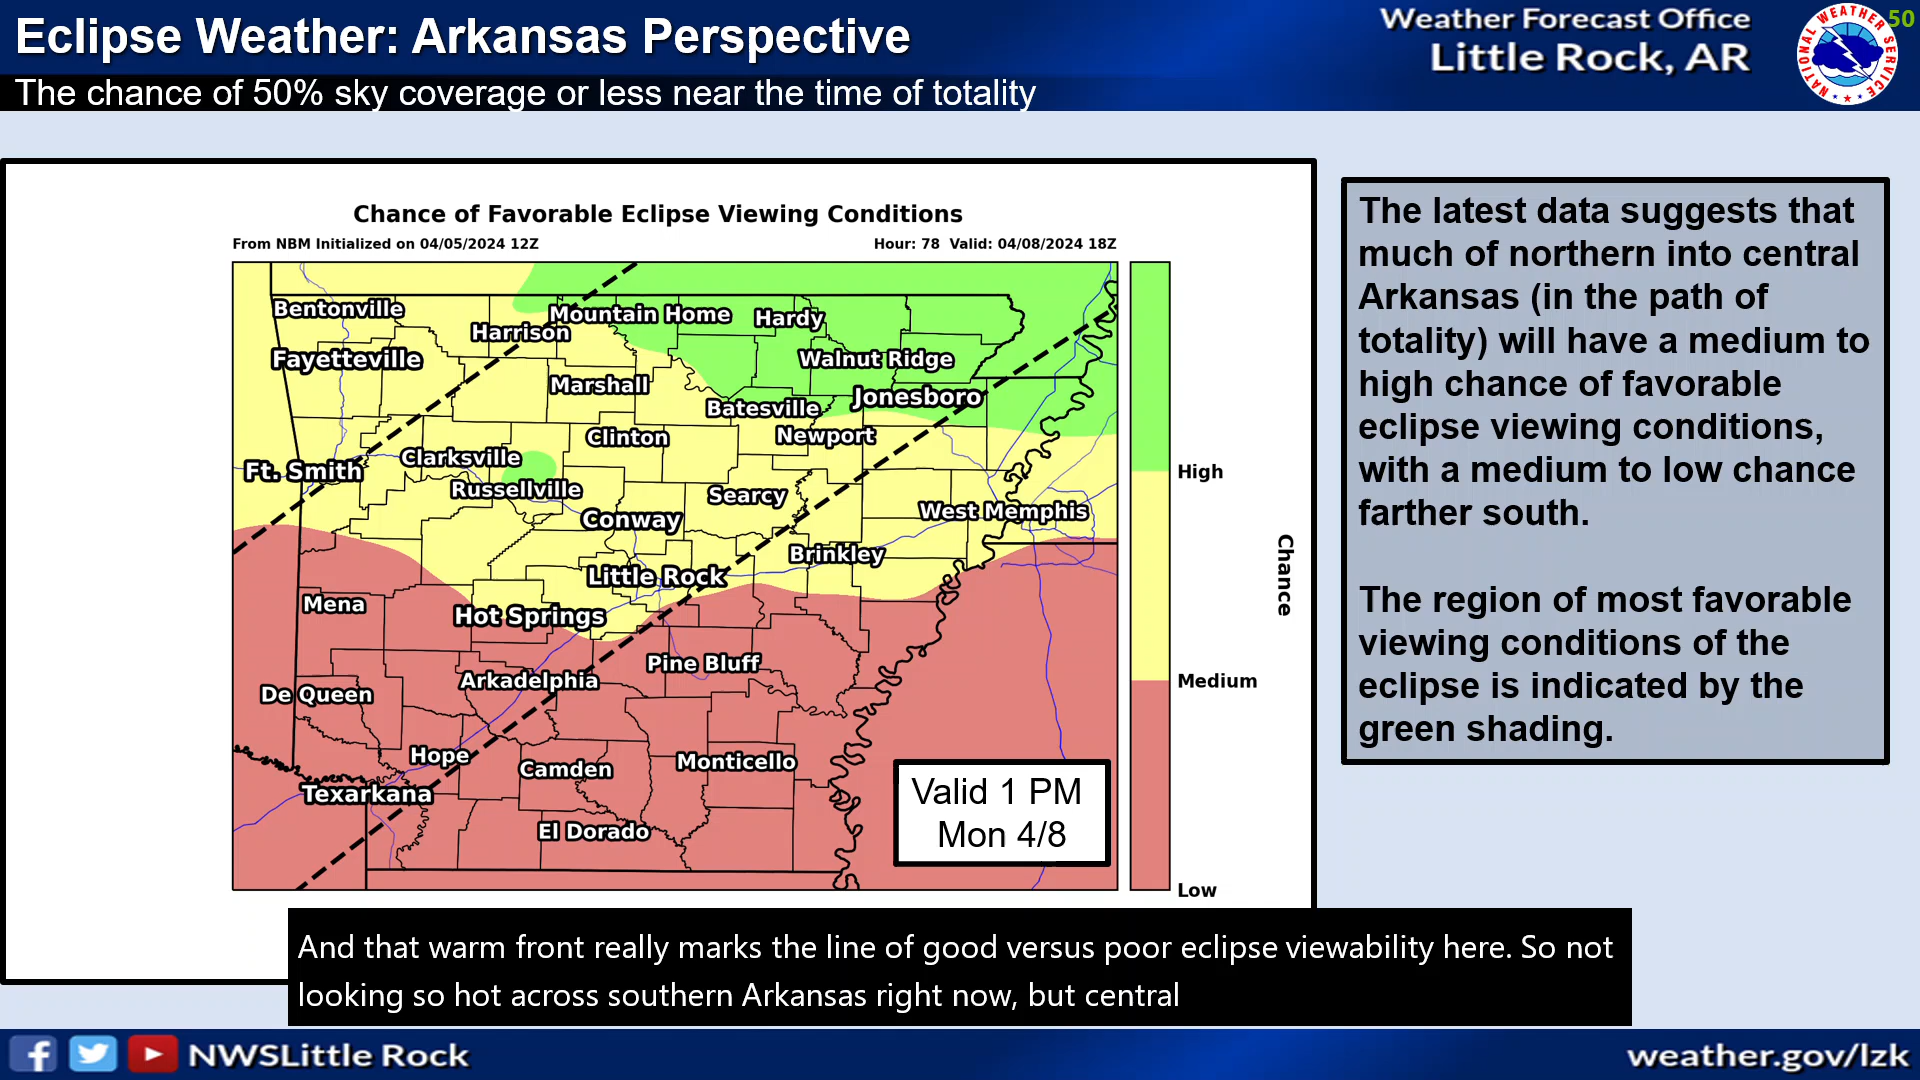 Eclipse Weather: Arkansas Perspective
The chance of 50% sky coverage or less near the time of totality
Weather Forecast Office
Little Rock, AR
NATIONAL WEATHER SERVICE
50
Chance of Favorable Eclipse Viewing Conditions
From NBM Initialized on 04/05/2024 12Z
Hour: 78 Valid: 04/08/2024 18Z
Bentonville
Mountain Home
Hardy
Harrison
Fayetteville
Walnut Ridge
Marshall
Jonesboro
Batesville
Clinton
Newport
Clarksville
Ft. Smith
Russellville
Searcy
West Memphis
Conway
Brinkley
Little Rock
Mena
Hot Springs
Pine Bluff
Arkadelphia
De Queen
Hope
Camden
Monticello
Texarkana
El Dorado
Valid 1 PM
Mon 4/8
High
Medium
Low
Chance
The latest data suggests that
much of northern into central
Arkansas (in the path of
totality) will have a medium to
high chance of favorable
eclipse viewing conditions,
with a medium to low chance
farther south.
The region of most favorable
viewing conditions of the
eclipse is indicated by the
green shading.
And that warm front really marks the line of good versus poor eclipse viewability here. So not
looking so hot across southern Arkansas right now, but central
NWSLittle Rock
weather.gov/lzk